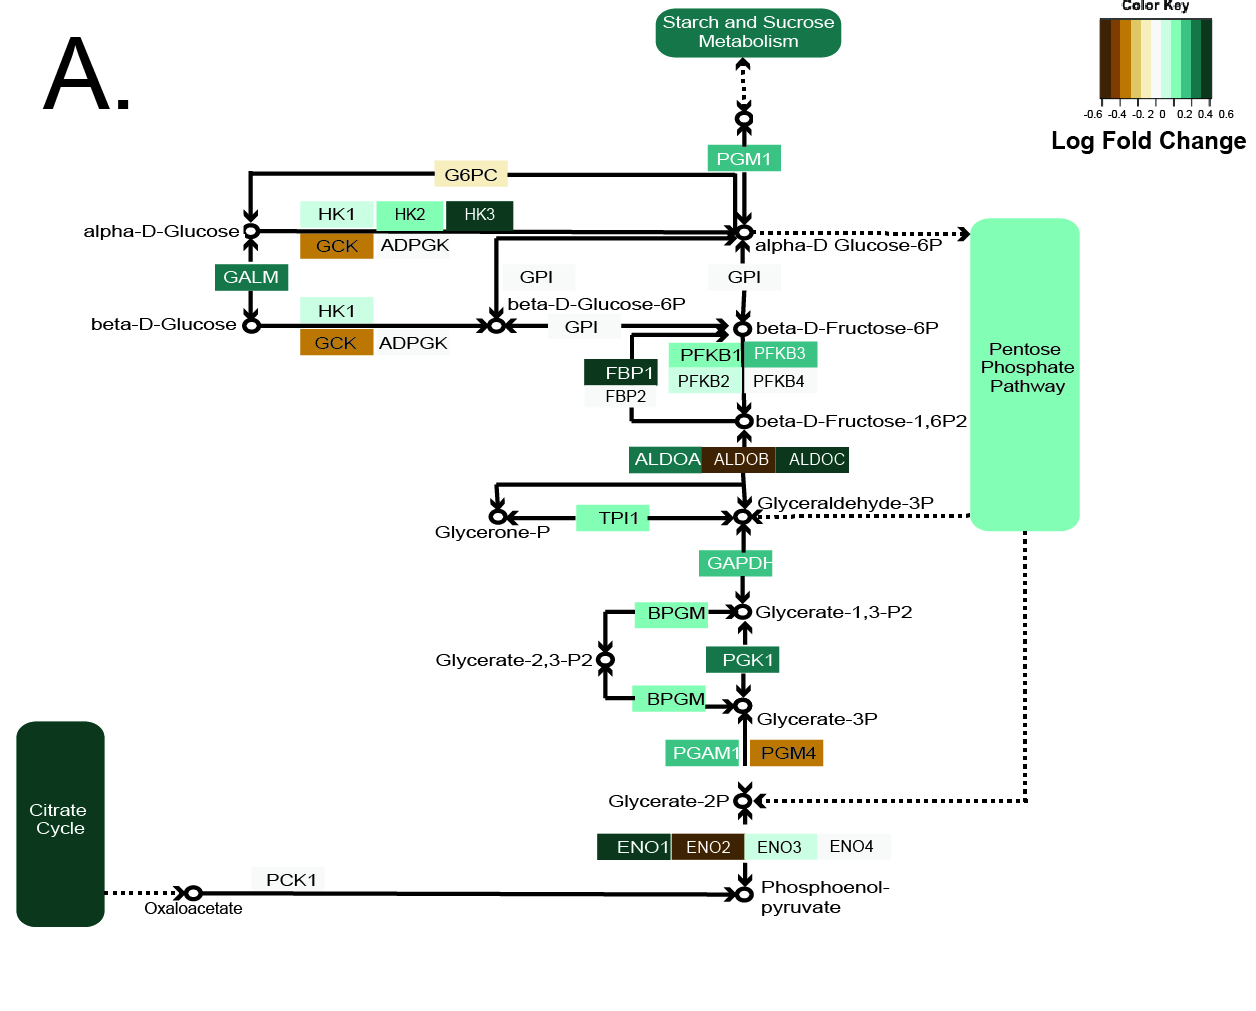 A.
Starch and Sucrose
Metabolism
Color Key
-0.6 -0.4 -0. 2 0 0.2 0.4 0.6
Log Fold Change
PGM1
G6PC
HK1 HK2 HK3
alpha-D-Glucose
GCK ADPGK
alpha-D Glucose-6P
GALM
GPI GPI
HK1
beta-D-Glucose-6P
beta-D-Glucose
GPI
beta-D-Fructose-6P
GCK ADPGK
PFKB1 PFKB3
FBP1
PFKB2 PFKB4
FBP2
Pentose
Phosphate
Pathway
beta-D-Fructose-1,6P2
ALDOA ALDOB ALDOC
Glyceraldehyde-3P
TPI1
Glycerone-P
GAPDH
BPGM
Glycerate-1,3-P2
Glycerate-2,3-P2
PGK1
BPGM
Glycerate-3P
PGAM1 PGM4
Glycerate-2P
Citrate
Cycle
ENO1 ENO2 ENO3 ENO4
PCK1
Oxaloacetate
Phosphoenol-
pyruvate